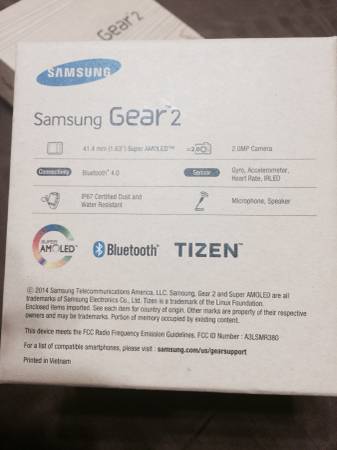 Gear 2
SAMSUNG
Samsung Gear™ 2
41.4 mm (1.63") Super AMOLED™
2.0MP Camera
Connectivity
Bluetooth® 4.0
Sensor
Gyro, Accelerometer,
Heart Rate, IRLED
IP67 Certified Dust and
Water Resistant
Microphone, Speaker
SUPER
AMOLED™
Bluetooth®
TIZEN™
© 2014 Samsung Telecommunications America, LLC. Samsung, Gear 2 and Super AMOLED are all
trademarks of Samsung Electronics Co., Ltd. Tizen is a trademark of the Linux Foundation.
Enclosed items imported. See each item for country of origin. Other marks are property of their respective
owners and may be trademarks. Portion of memory occupied by existing content.
This device meets the FCC Radio Frequency Emission Guidelines. FCC ID Number : A3LSMR380
For a list of compatible smartphones, please visit : samsung.com/us/gearsupport
Printed in Vietnam